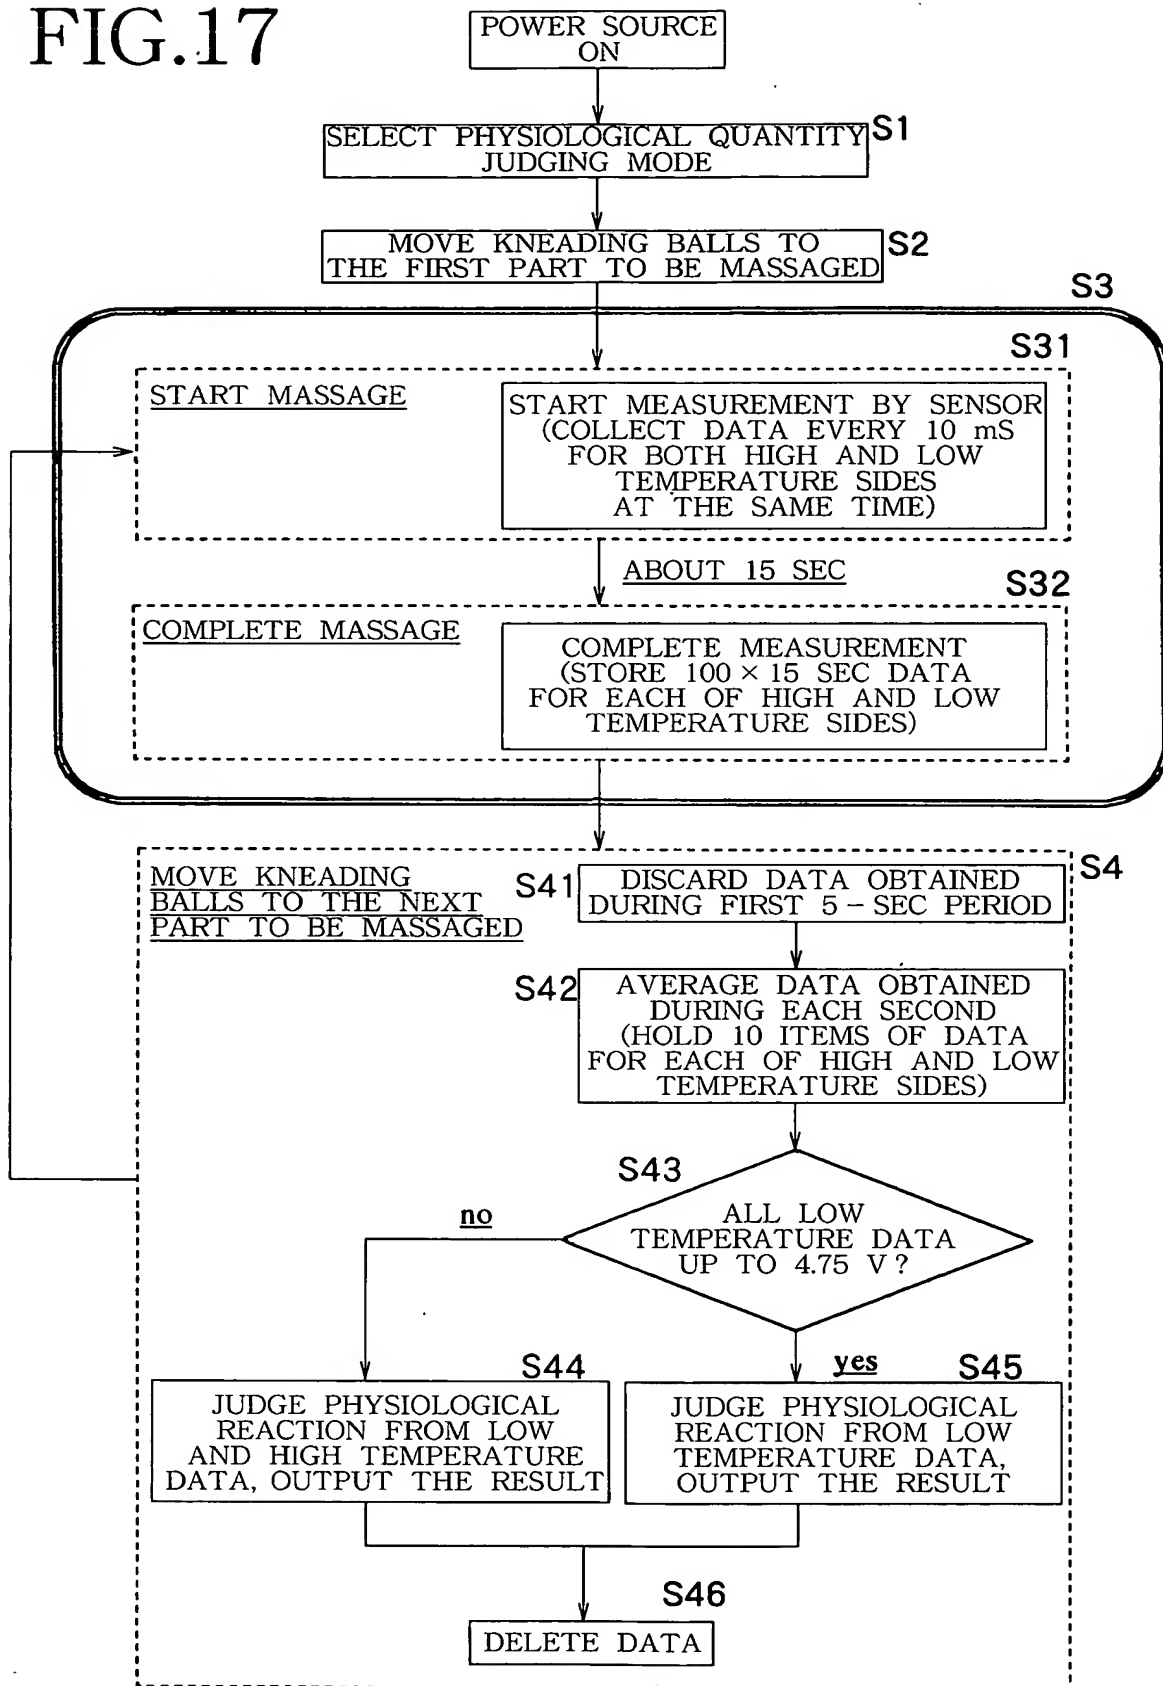 FIG.17
POWER SOURCE
ON
SELECT PHYSIOLOGICAL QUANTITY
JUDGING MODE
S1
MOVE KNEADING BALLS TO
THE FIRST PART TO BE MASSAGED
S2
S3
S31
START MASSAGE
START MEASUREMENT BY SENSOR
(COLLECT DATA EVERY 10 mS
FOR BOTH HIGH AND LOW
TEMPERATURE SIDES
AT THE SAME TIME)
ABOUT 15 SEC
S32
COMPLETE MASSAGE
COMPLETE MEASUREMENT
(STORE 100 × 15 SEC DATA
FOR EACH OF HIGH AND LOW
TEMPERATURE SIDES)
S4
MOVE KNEADING
BALLS TO THE NEXT
PART TO BE MASSAGED
S41
DISCARD DATA OBTAINED
DURING FIRST 5-SEC PERIOD
S42
AVERAGE DATA OBTAINED
DURING EACH SECOND
(HOLD 10 ITEMS OF DATA
FOR EACH OF HIGH AND LOW
TEMPERATURE SIDES)
S43
ALL LOW
TEMPERATURE DATA
UP TO 4.75 V?
no
yes
S44
JUDGE PHYSIOLOGICAL
REACTION FROM LOW
AND HIGH TEMPERATURE
DATA, OUTPUT THE RESULT
S45
JUDGE PHYSIOLOGICAL
REACTION FROM LOW
TEMPERATURE DATA,
OUTPUT THE RESULT
S46
DELETE DATA